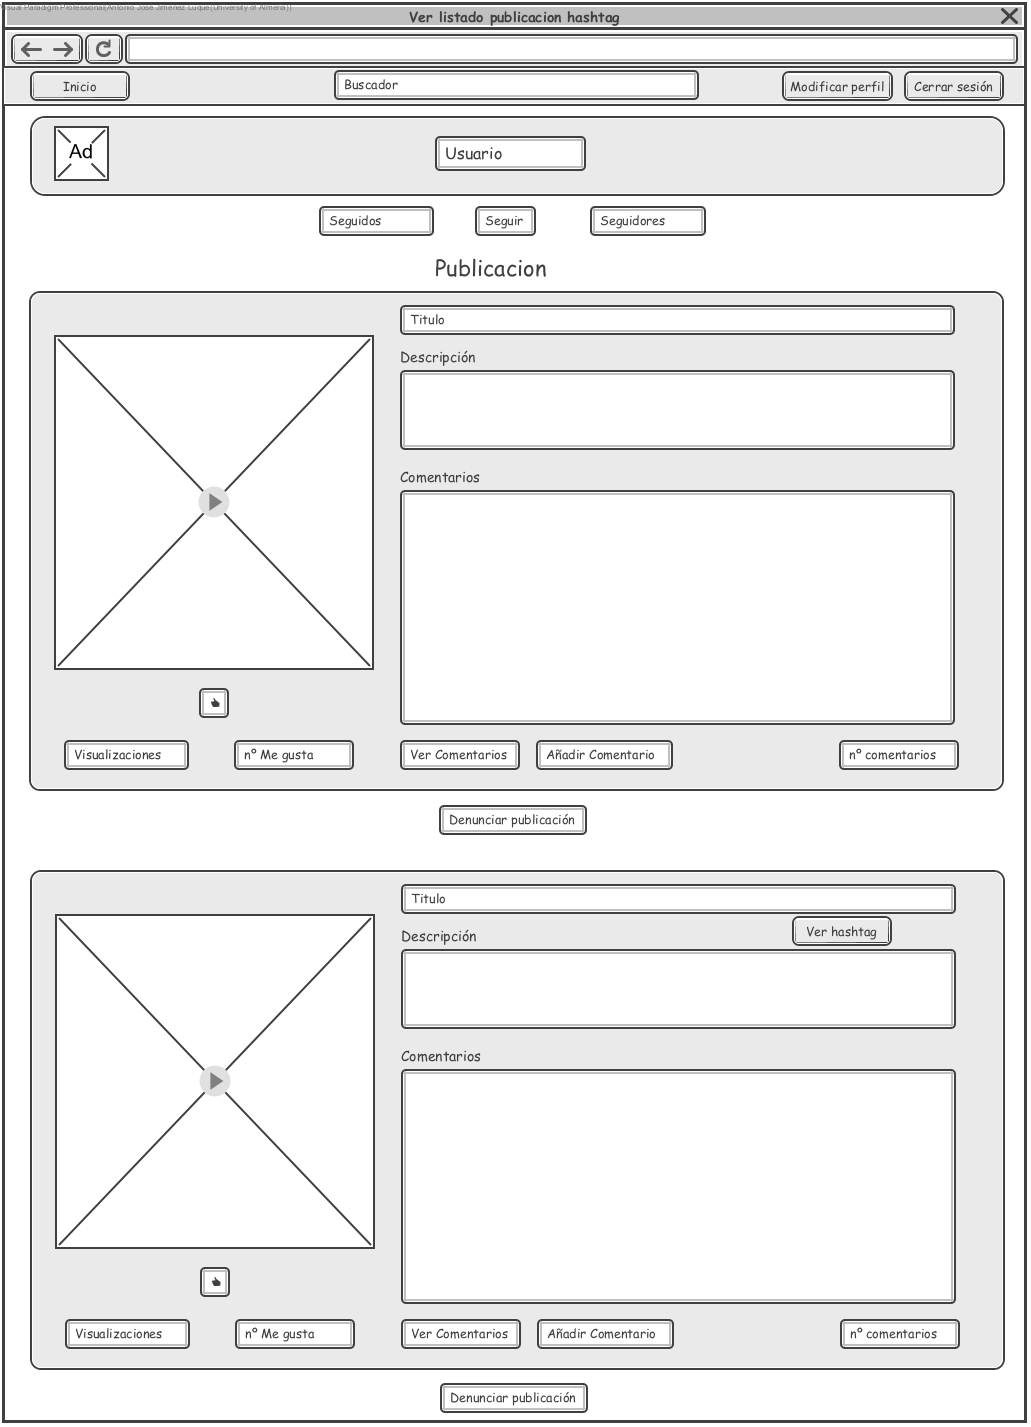 Visual Paradigm Professional(Antonio José Jiménez Luque(University of Almeria))
Ver listado publicacion hashtag
Inicio
Buscador
Modificar perfil
Cerrar sesión
Ad
Usuario
Seguidos
Seguir
Seguidores
Publicacion
Titulo
Descripción
Comentarios
Visualizaciones
nº Me gusta
Ver Comentarios
Añadir Comentario
nº comentarios
Denunciar publicación
Titulo
Ver hashtag
Descripción
Comentarios
Visualizaciones
nº Me gusta
Ver Comentarios
Añadir Comentario
nº comentarios
Denunciar publicación